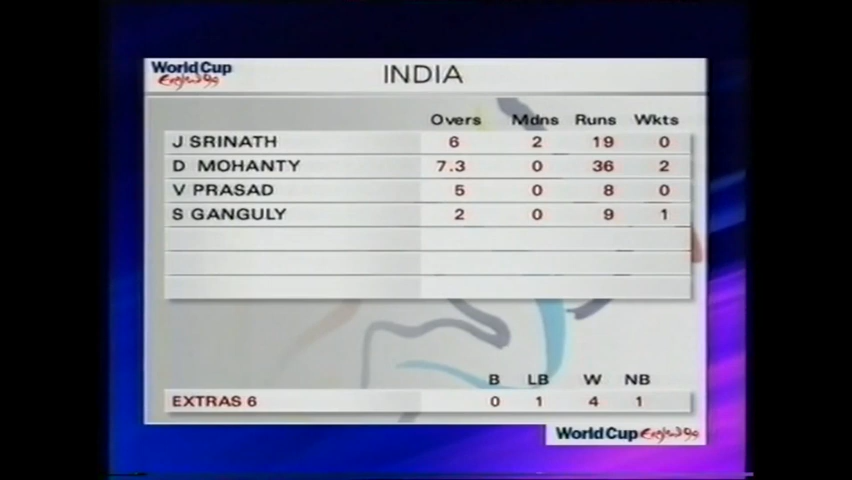 World Cup
England 99
INDIA
Overs Mdns Runs Wkts
J SRINATH 6 2 19 0
D MOHANTY 7.3 0 36 2
V PRASAD 5 0 8 0
S GANGULY 2 0 9 1
B LB W NB
EXTRAS 6 0 1 4 1
World Cup England 99